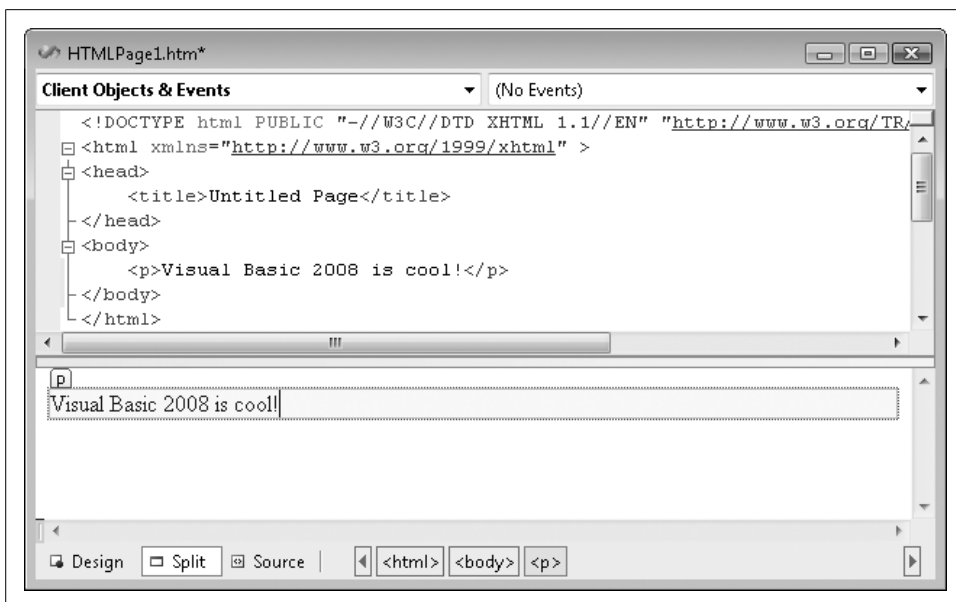 HTMLPage1.htm*
Client Objects & Events (No Events)
<!DOCTYPE html PUBLIC "-//W3C//DTD XHTML 1.1//EN" "http://www.w3.org/TR/
<html xmlns="http://www.w3.org/1999/xhtml" >
<head>
<title>Untitled Page</title>
</head>
<body>
<p>Visual Basic 2008 is cool!</p>
</body>
</html>
p
Visual Basic 2008 is cool!
Design Split Source <html> <body> <p>